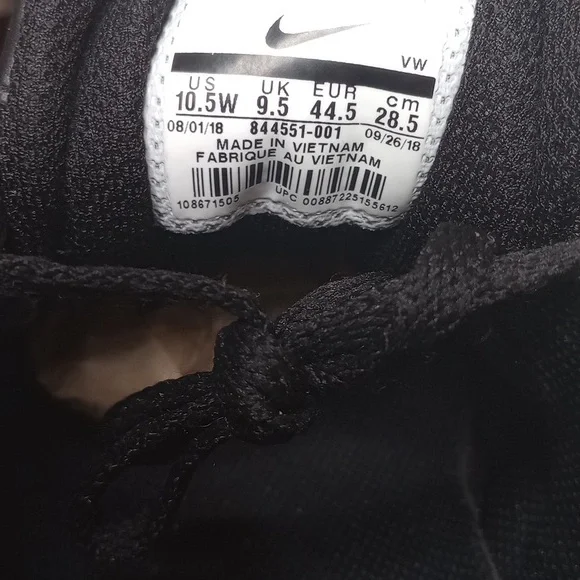 VW
US UK EUR cm
10.5W 9.5 44.5 28.5
08/01/18 844551-001 09/26/18
MADE IN VIETNAM
FABRIQUE AU VIETNAM
108671505 UPC 00887225155612